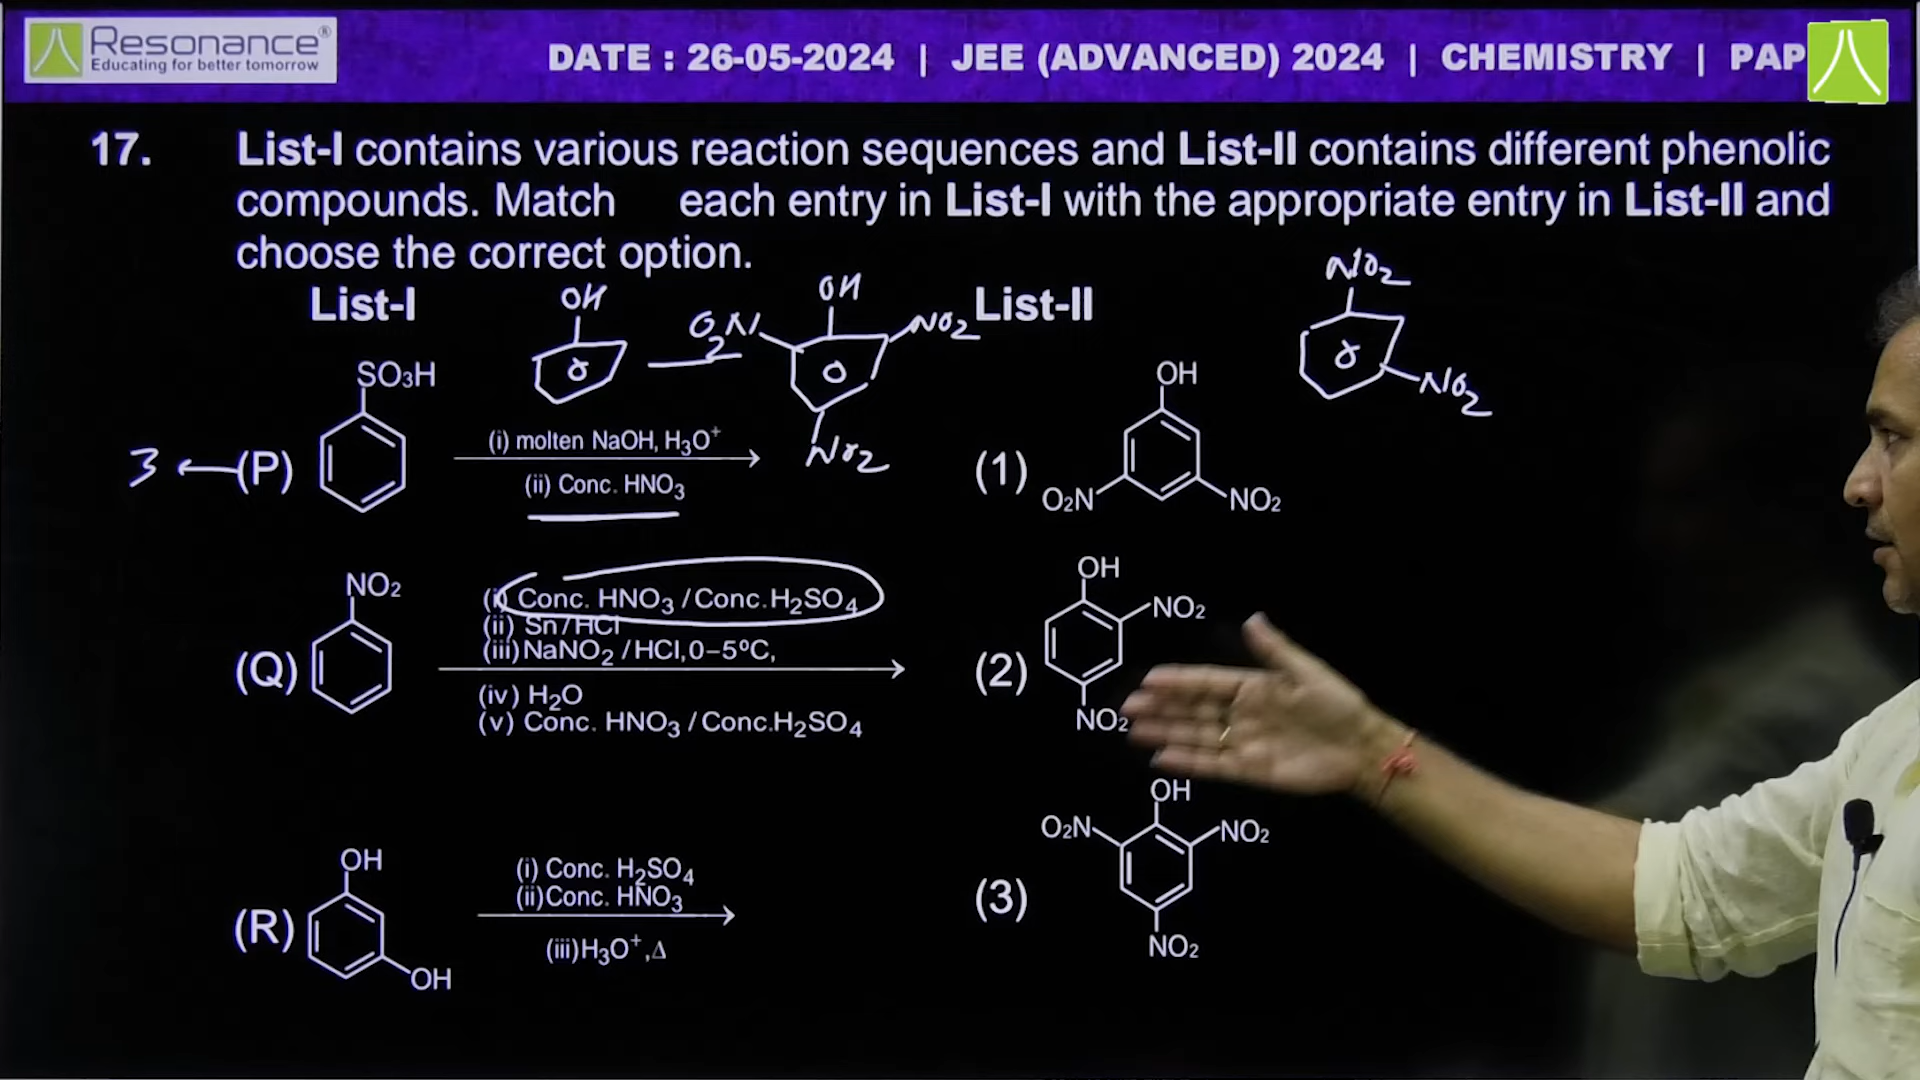 Resonance®
Educating for better tomorrow
DATE : 26-05-2024 | JEE (ADVANCED) 2024 | CHEMISTRY | PAP
17. List-I contains various reaction sequences and List-II contains different phenolic
compounds. Match each entry in List-I with the appropriate entry in List-II and
choose the correct option.
List-I
List-II
OH
O2N
OH
NO2
NO2
NO2
NO2
3 ← (P)
SO3H
(i) molten NaOH, H3O+
(ii) Conc. HNO3
(1)
OH
O2N
NO2
(Q)
NO2
(i) Conc. HNO3 / Conc.H2SO4
(ii) Sn/HCl
(iii) NaNO2 /HCl, 0–5ºC,
(iv) H2O
(v) Conc. HNO3 / Conc.H2SO4
(2)
OH
NO2
NO2
(R)
OH
OH
(i) Conc. H2SO4
(ii) Conc. HNO3
(iii) H3O+ ,Δ
(3)
OH
O2N
NO2
NO2